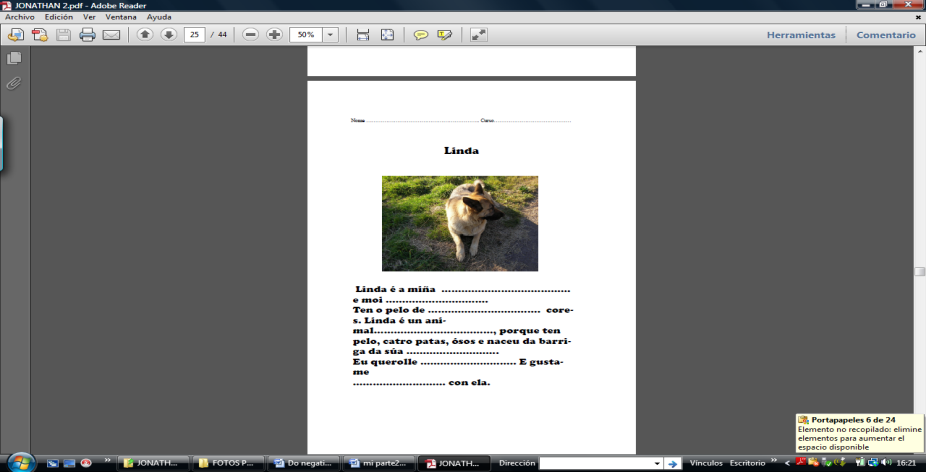 JONATHAN 2.pdf - Adobe Reader
Archivo Edición Ver Ventana Ayuda
25 / 44 50% Herramientas Comentario
Nome ........................ Curso ........................
Linda
Linda é a miña .......................................
e moi ...............................
Ten o pelo de .................................. core-
s. Linda é un ani-
mal...................................., porque ten
pelo, catro patas, ósos e naceu da barri-
ga da súa ............................
Eu querolle ............................. E gusta-
me
............................ con ela.
Portapapeles 6 de 24
Elemento no recopilado: elimine
elementos para aumentar el
espacio disponible
JONATH... FOTOS P... Do negati... mi parte2... JONATH... Dirección Vínculos Escritorio 16:21